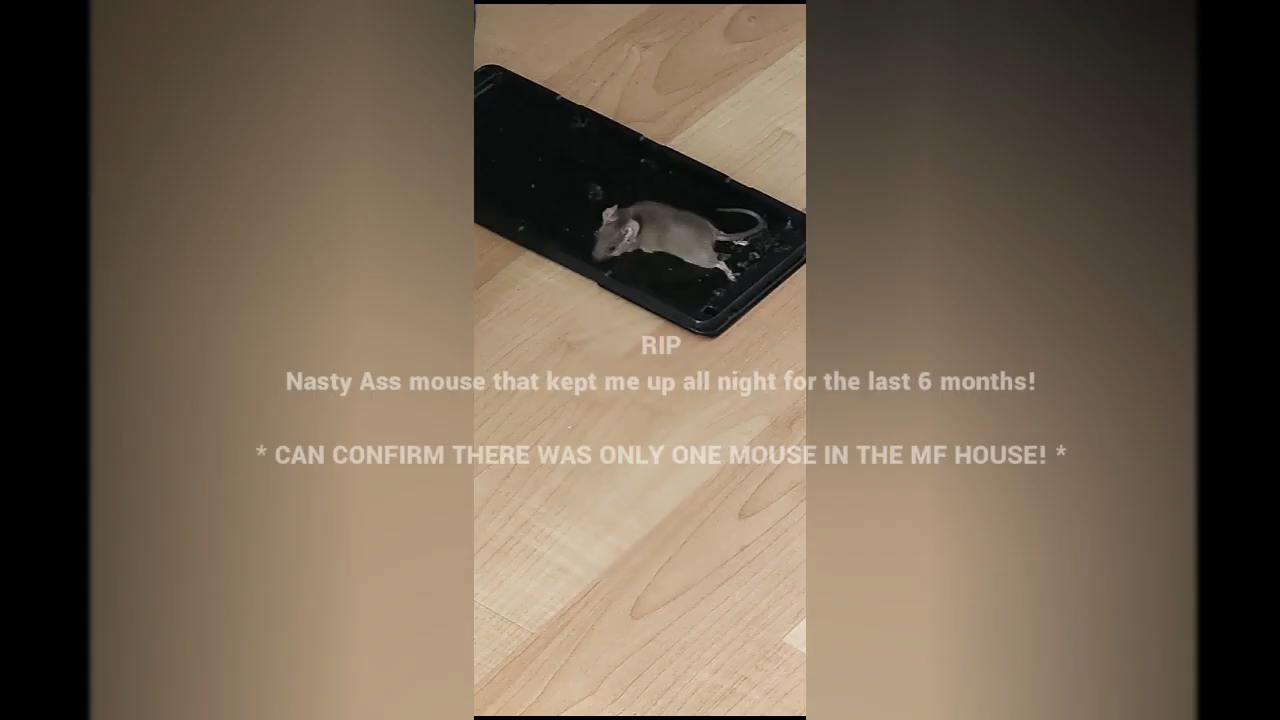 RIP
Nasty Ass mouse that kept me up all night for the last 6 months!
* CAN CONFIRM THERE WAS ONLY ONE MOUSE IN THE MF HOUSE! *